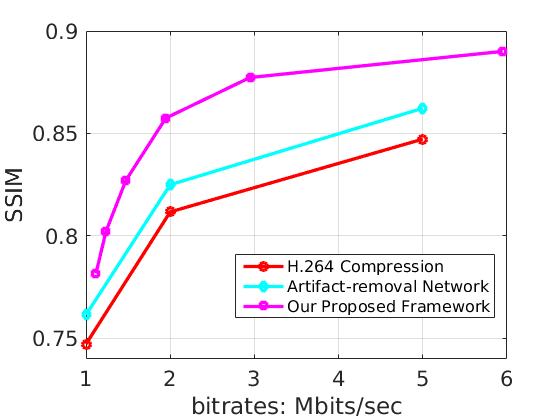 0.9
0.85
0.8
0.75
SSIM
H.264 Compression
Artifact-removal Network
Our Proposed Framework
1 2 3 4 5 6
bitrates: Mbits/sec